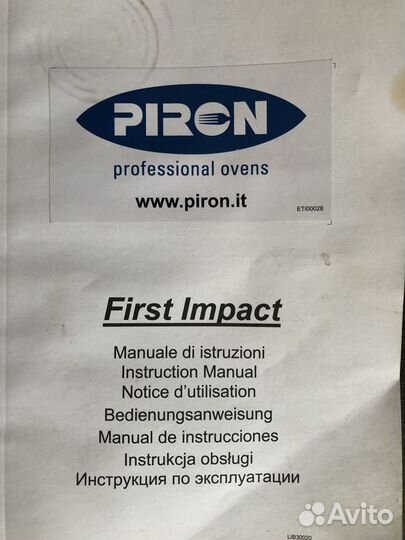 PIRON
professional ovens
www.piron.it
ETI00028
First Impact
Manuale di istruzioni
Instruction Manual
Notice d'utilisation
Bedienungsanweisung
Manual de instrucciones
Instrukcja obsługi
Инструкция по эксплуатации
LIB30020
Avito